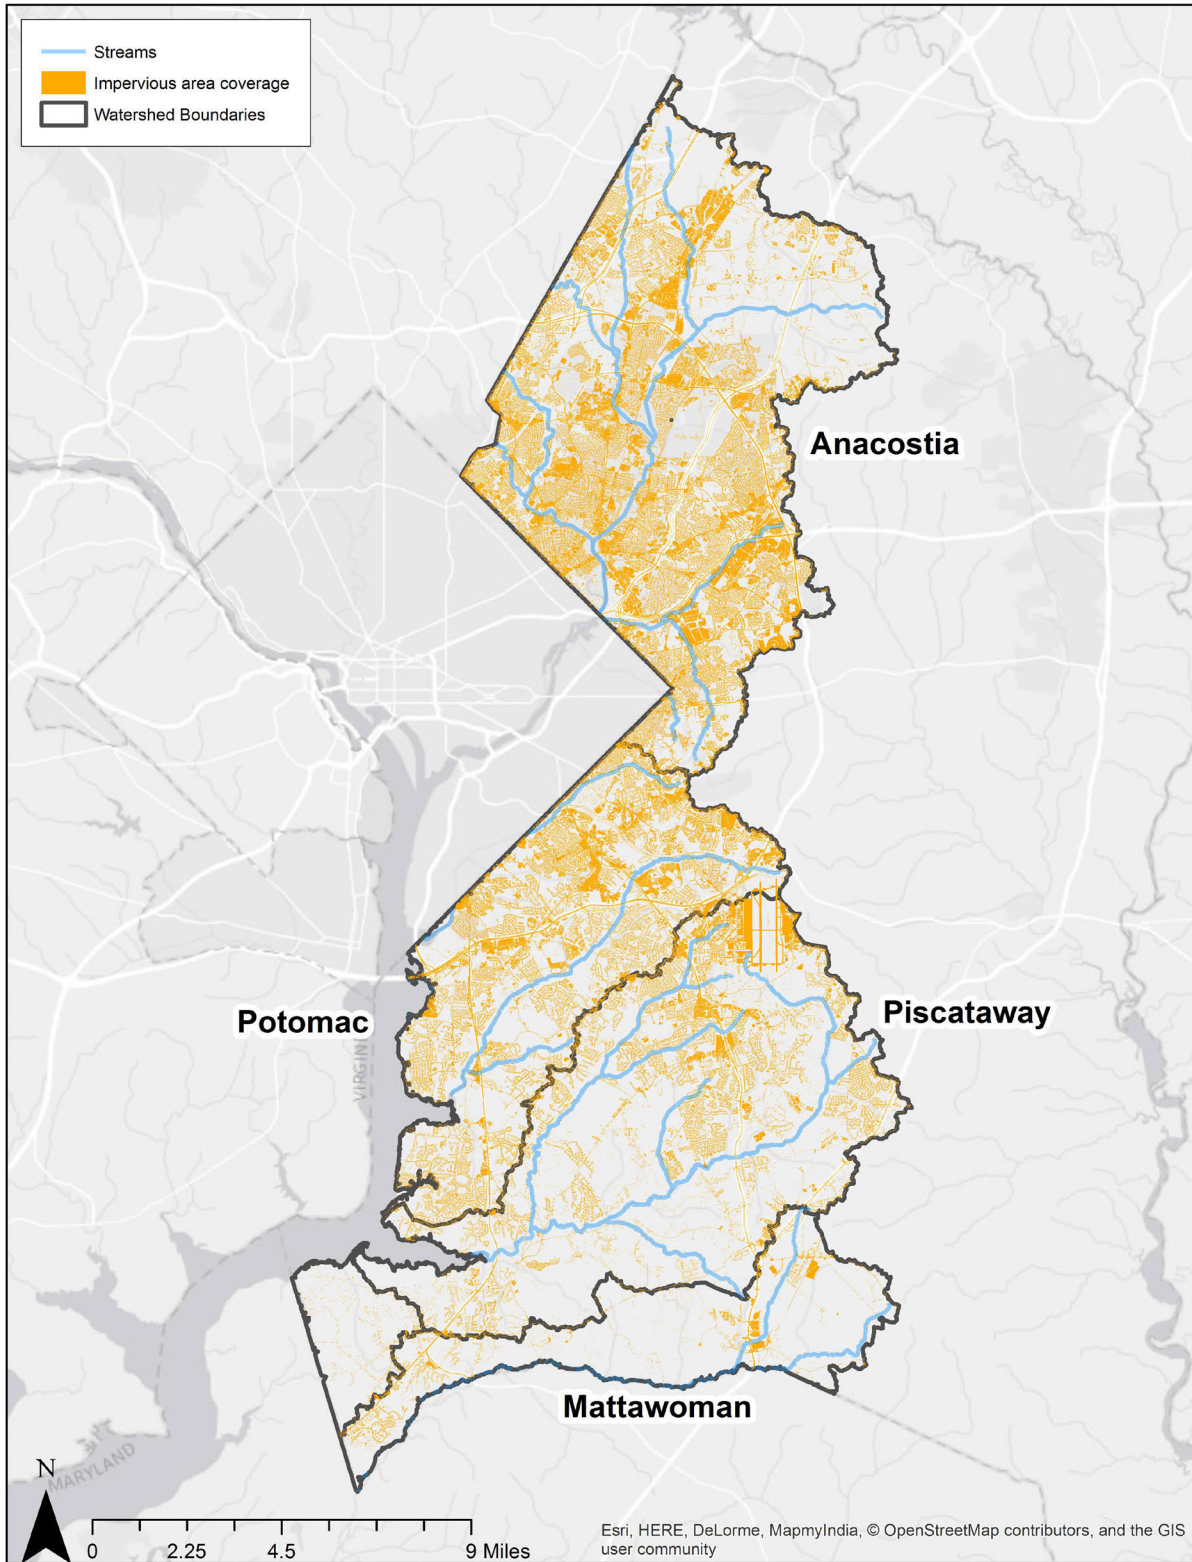 Streams
Impervious area coverage
Watershed Boundaries
Anacostia
Potomac
Piscataway
VIRGINI
Mattawoman
MARYLAND
N
0 2.25 4.5 9 Miles
Esri, HERE, DeLorme, MapmyIndia, © OpenStreetMap contributors, and the GIS
user community